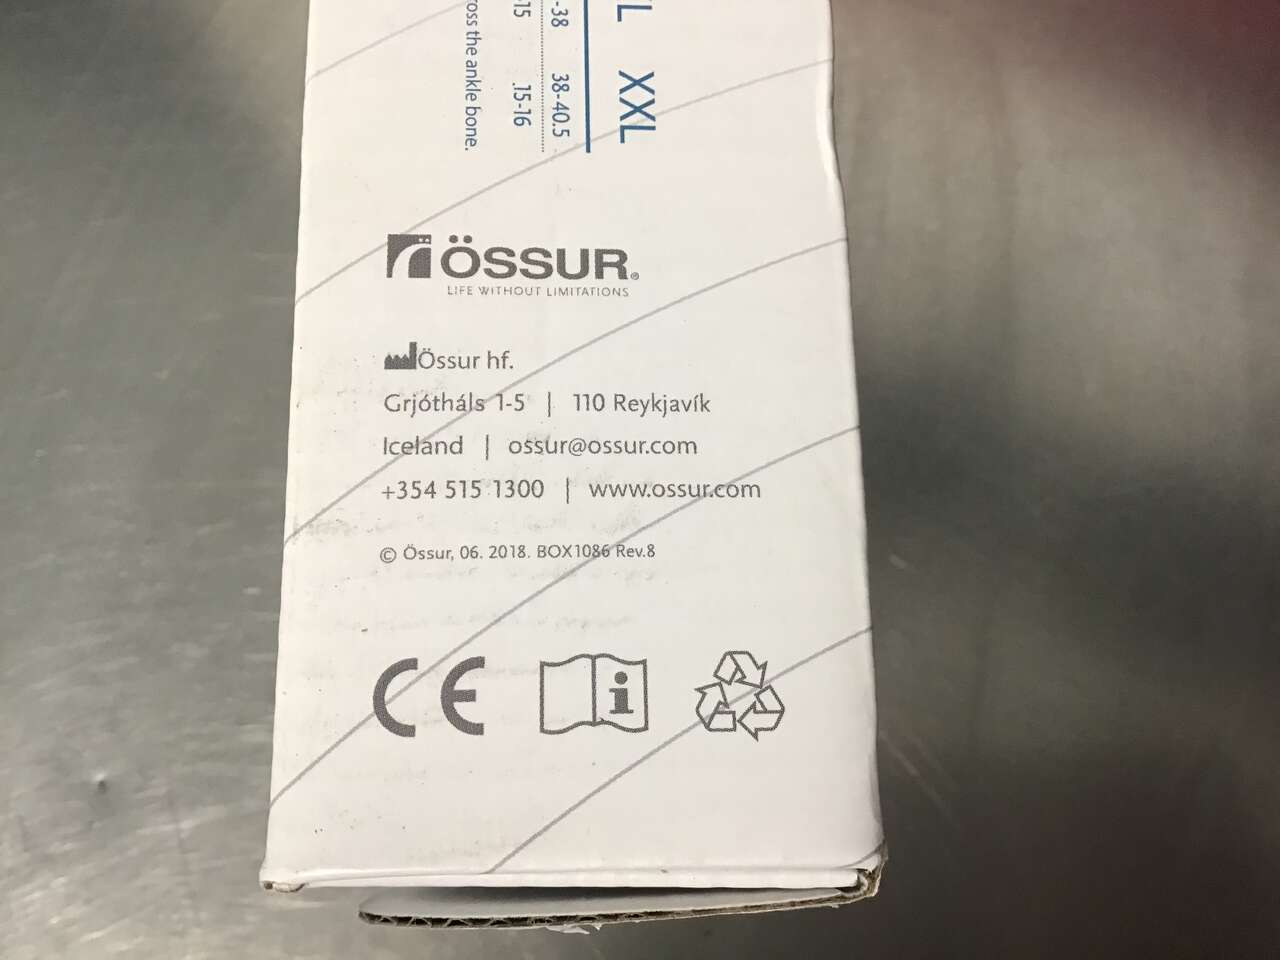 XXL
-38 38-40.5
-15 .15-16
the ankle bone.
ÖSSUR®
LIFE WITHOUT LIMITATIONS
Össur hf.
Grjótháls 1-5 | 110 Reykjavík
Iceland | ossur@ossur.com
+354 515 1300 | www.ossur.com
© Össur, 06. 2018. BOX1086 Rev.8
CE
i